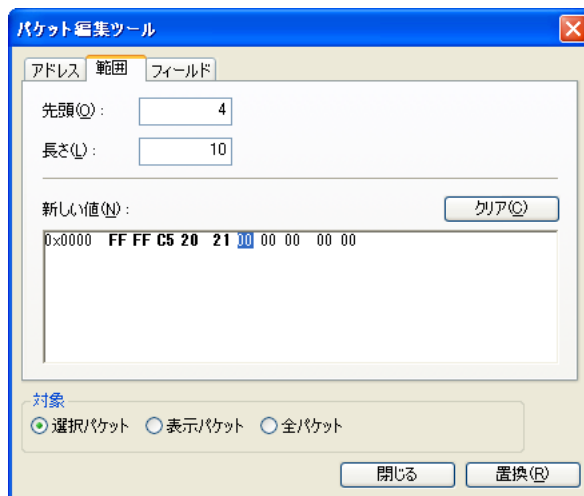 パケット編集ツール
アドレス 範囲 フィールド
先頭(O): 4
長さ(L): 10
新しい値(N): クリア(C)
0x0000 FF FF C5 20 21 00 00 00 00 00
対象
選択パケット 表示パケット 全パケット
閉じる 置換(R)